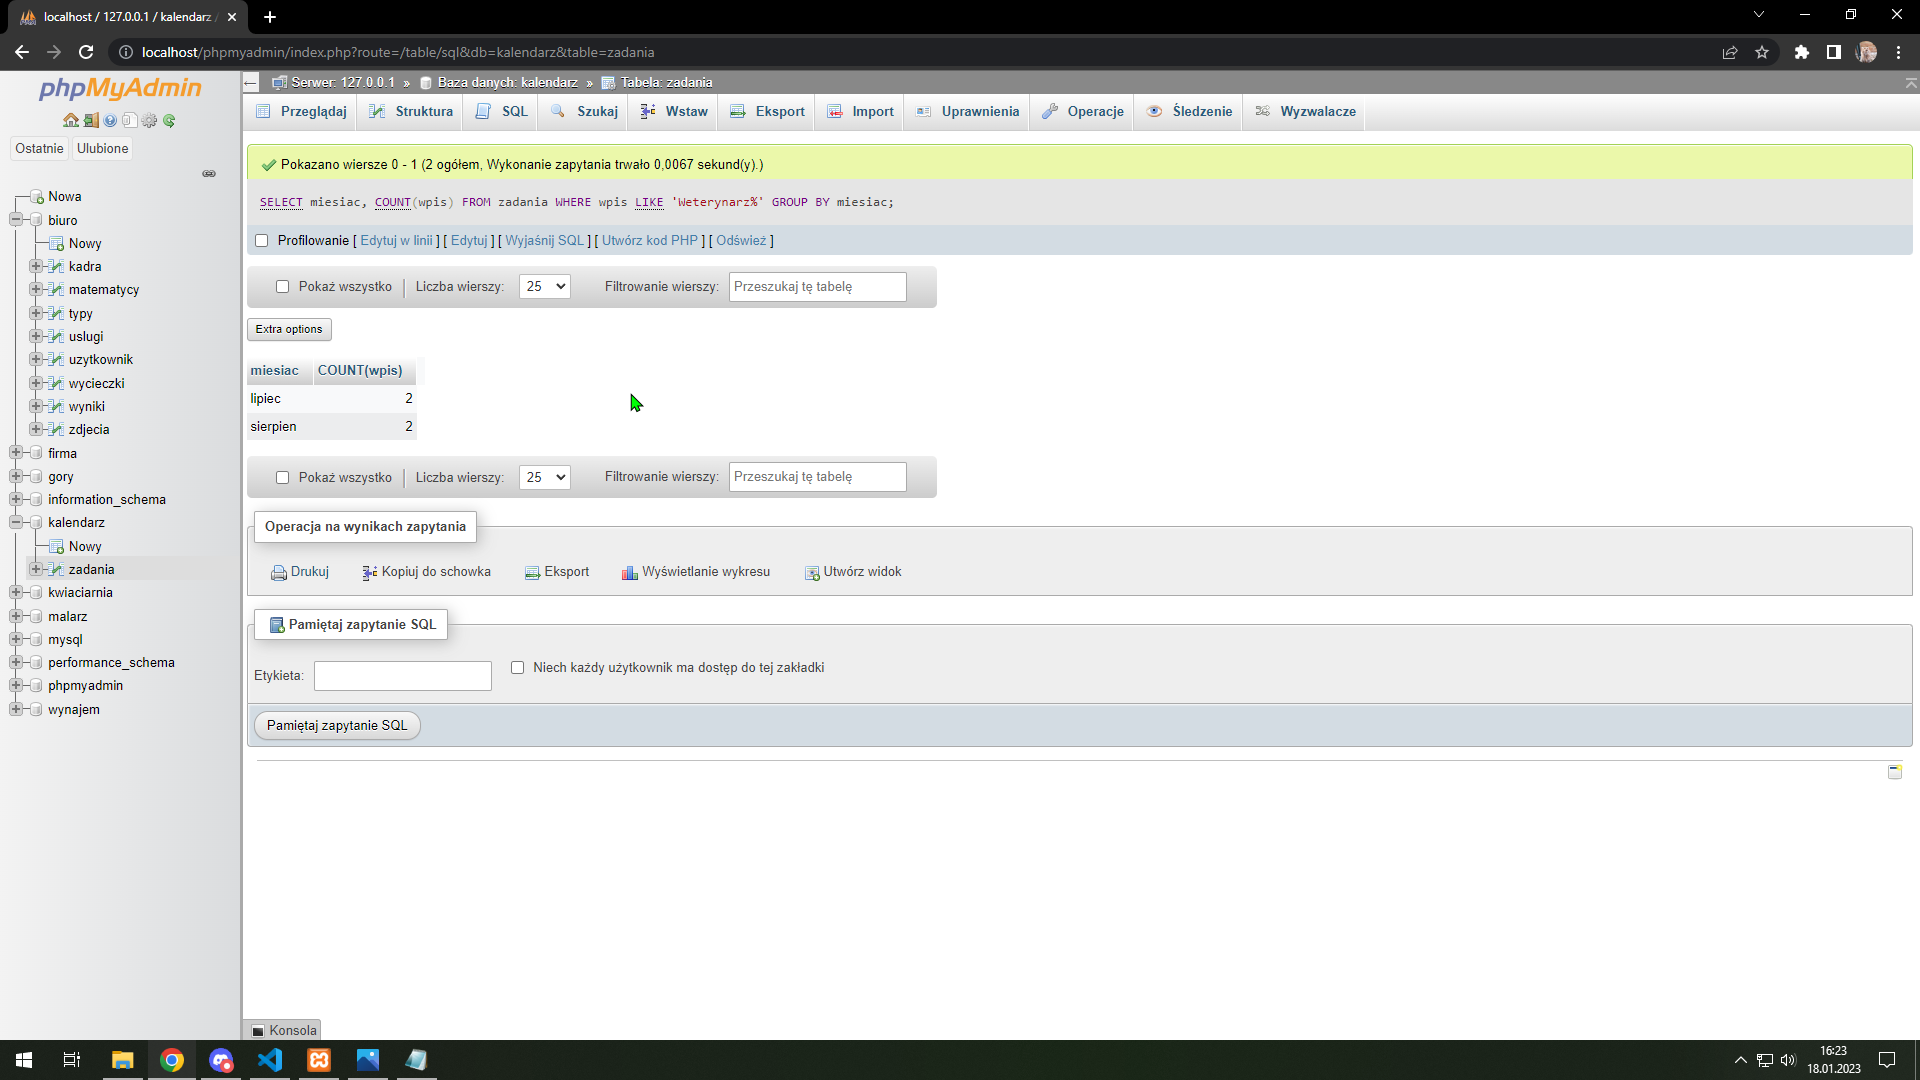 localhost / 127.0.0.1 / kalendarz /
localhost/phpmyadmin/index.php?route=/table/sql&db=kalendarz&table=zadania
phpMyAdmin
Ostatnie Ulubione
Nowa
biuro
Nowy
kadra
matematycy
typy
uslugi
uzytkownik
wycieczki
wyniki
zdjecia
firma
gory
information_schema
kalendarz
Nowy
zadania
kwiaciarnia
malarz
mysql
performance_schema
phpmyadmin
wynajem
Serwer: 127.0.0.1 » Baza danych: kalendarz » Tabela: zadania
Przeglądaj Struktura SQL Szukaj Wstaw Eksport Import Uprawnienia Operacje Śledzenie Wyzwalacze
Pokazano wiersze 0 - 1 (2 ogółem, Wykonanie zapytania trwało 0,0067 sekund(y).)
SELECT miesiac, COUNT(wpis) FROM zadania WHERE wpis LIKE 'Weterynarz%' GROUP BY miesiac;
Profilowanie [ Edytuj w linii ] [ Edytuj ] [ Wyjaśnij SQL ] [ Utwórz kod PHP ] [ Odśwież ]
Pokaż wszystko Liczba wierszy: 25 Filtrowanie wierszy: Przeszukaj tę tabelę
Extra options
miesiac COUNT(wpis)
lipiec 2
sierpien 2
Pokaż wszystko Liczba wierszy: 25 Filtrowanie wierszy: Przeszukaj tę tabelę
Operacja na wynikach zapytania
Drukuj Kopiuj do schowka Eksport Wyświetlanie wykresu Utwórz widok
Pamiętaj zapytanie SQL
Etykieta: Niech każdy użytkownik ma dostęp do tej zakładki
Pamiętaj zapytanie SQL
Konsola
16:23
18.01.2023